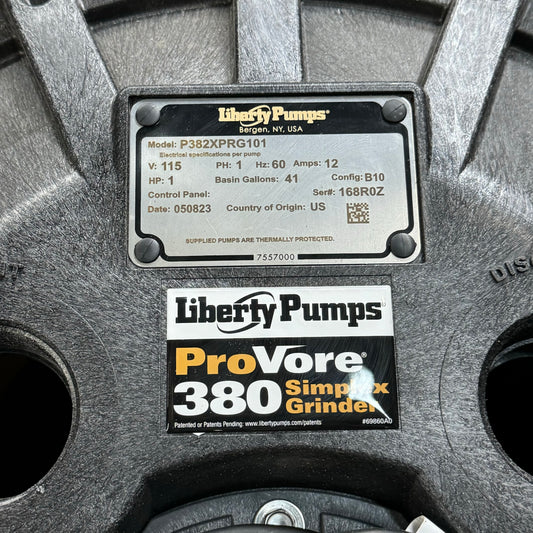 Liberty Pumps®
Bergen, NY, USA
Model: P382XPRG101
Electrical specifications per pump
V: 115 PH: 1 Hz: 60 Amps: 12
HP: 1 Basin Gallons: 41 Config: B10
Control Panel: Ser#: 168R0Z
Date: 050823 Country of Origin: US
SUPPLIED PUMPS ARE THERMALLY PROTECTED.
7557000
DIS
Liberty Pumps®
ProVore®
380 Simplex
Grinder
Patented or Patents Pending: www.libertypumps.com/patents
#69860A0